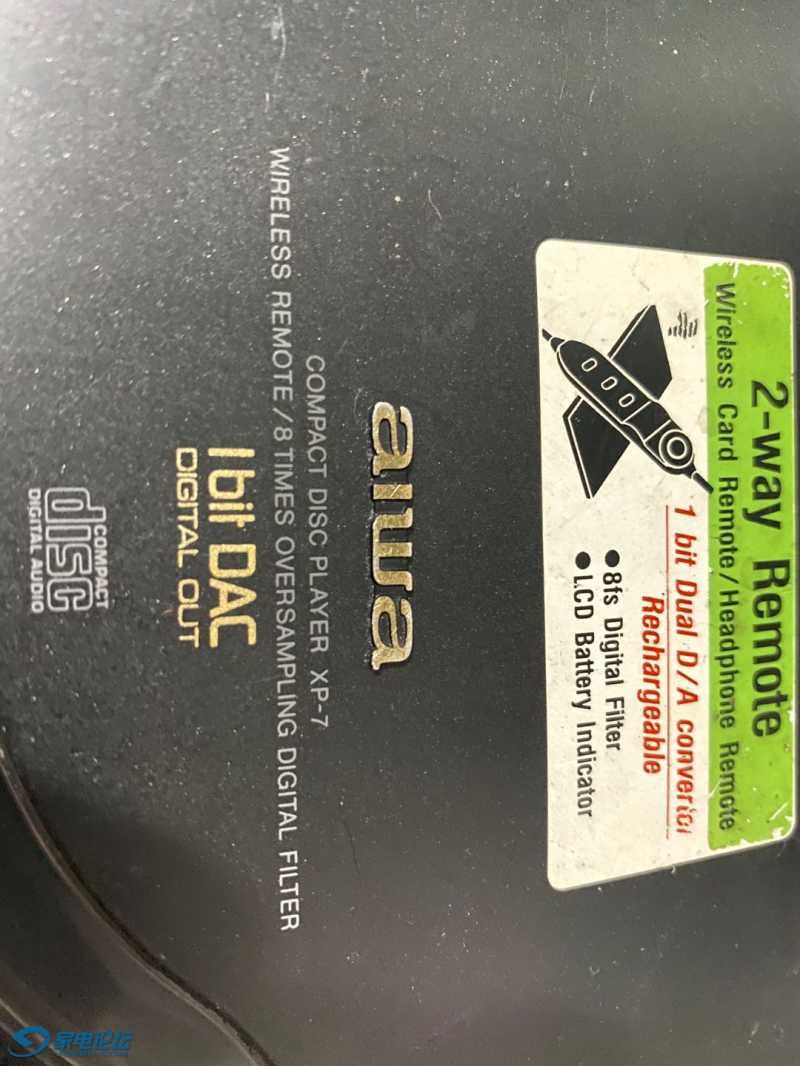 2-way Remote
Wireless Card Remote/Headphone Remote
1 bit Dual D/A converter
Rechargeable
●8fs Digital Filter
●LCD Battery Indicator
aiwa
COMPACT DISC PLAYER XP-7
WIRELESS REMOTE/8 TIMES OVERSAMPLING DIGITAL FILTER
1 bit DAC
DIGITAL OUT
COMPACT
disc
DIGITAL AUDIO
家电论坛